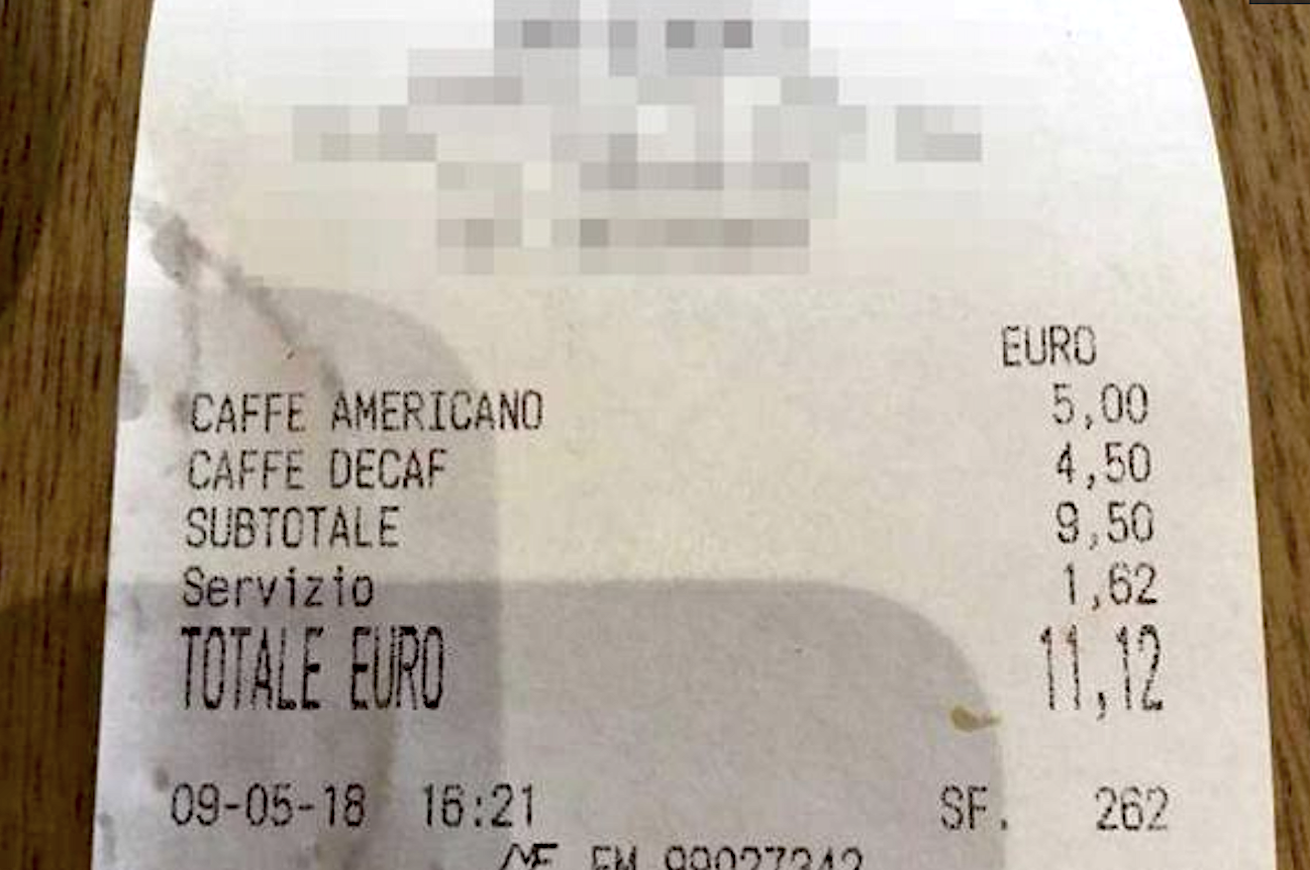 EURO
CAFFE AMERICANO 5,00
CAFFE DECAF 4,50
SUBTOTALE 9,50
Servizio 1,62
TOTALE EURO 11,12
09-05-18 16:21 SF. 262